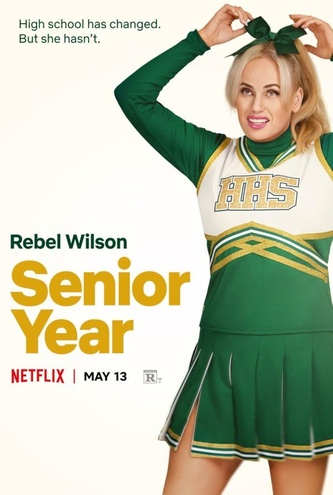 High school has changed.
But she hasn't.
HHS
Rebel Wilson
Senior
Year
NETFLIX | MAY 13 R